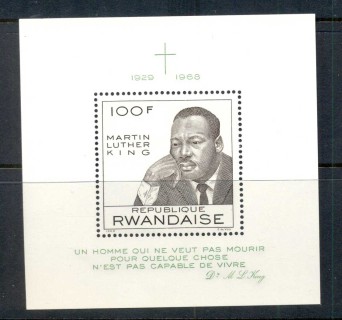 1929 1968
100F
MARTIN
LUTHER
KING
REPUBLIQUE
RWANDAISE
UN HOMME QUI NE VEUT PAS MOURIR
POUR QUELQUE CHOSE
N'EST PAS CAPABLE DE VIVRE
Dr M L King